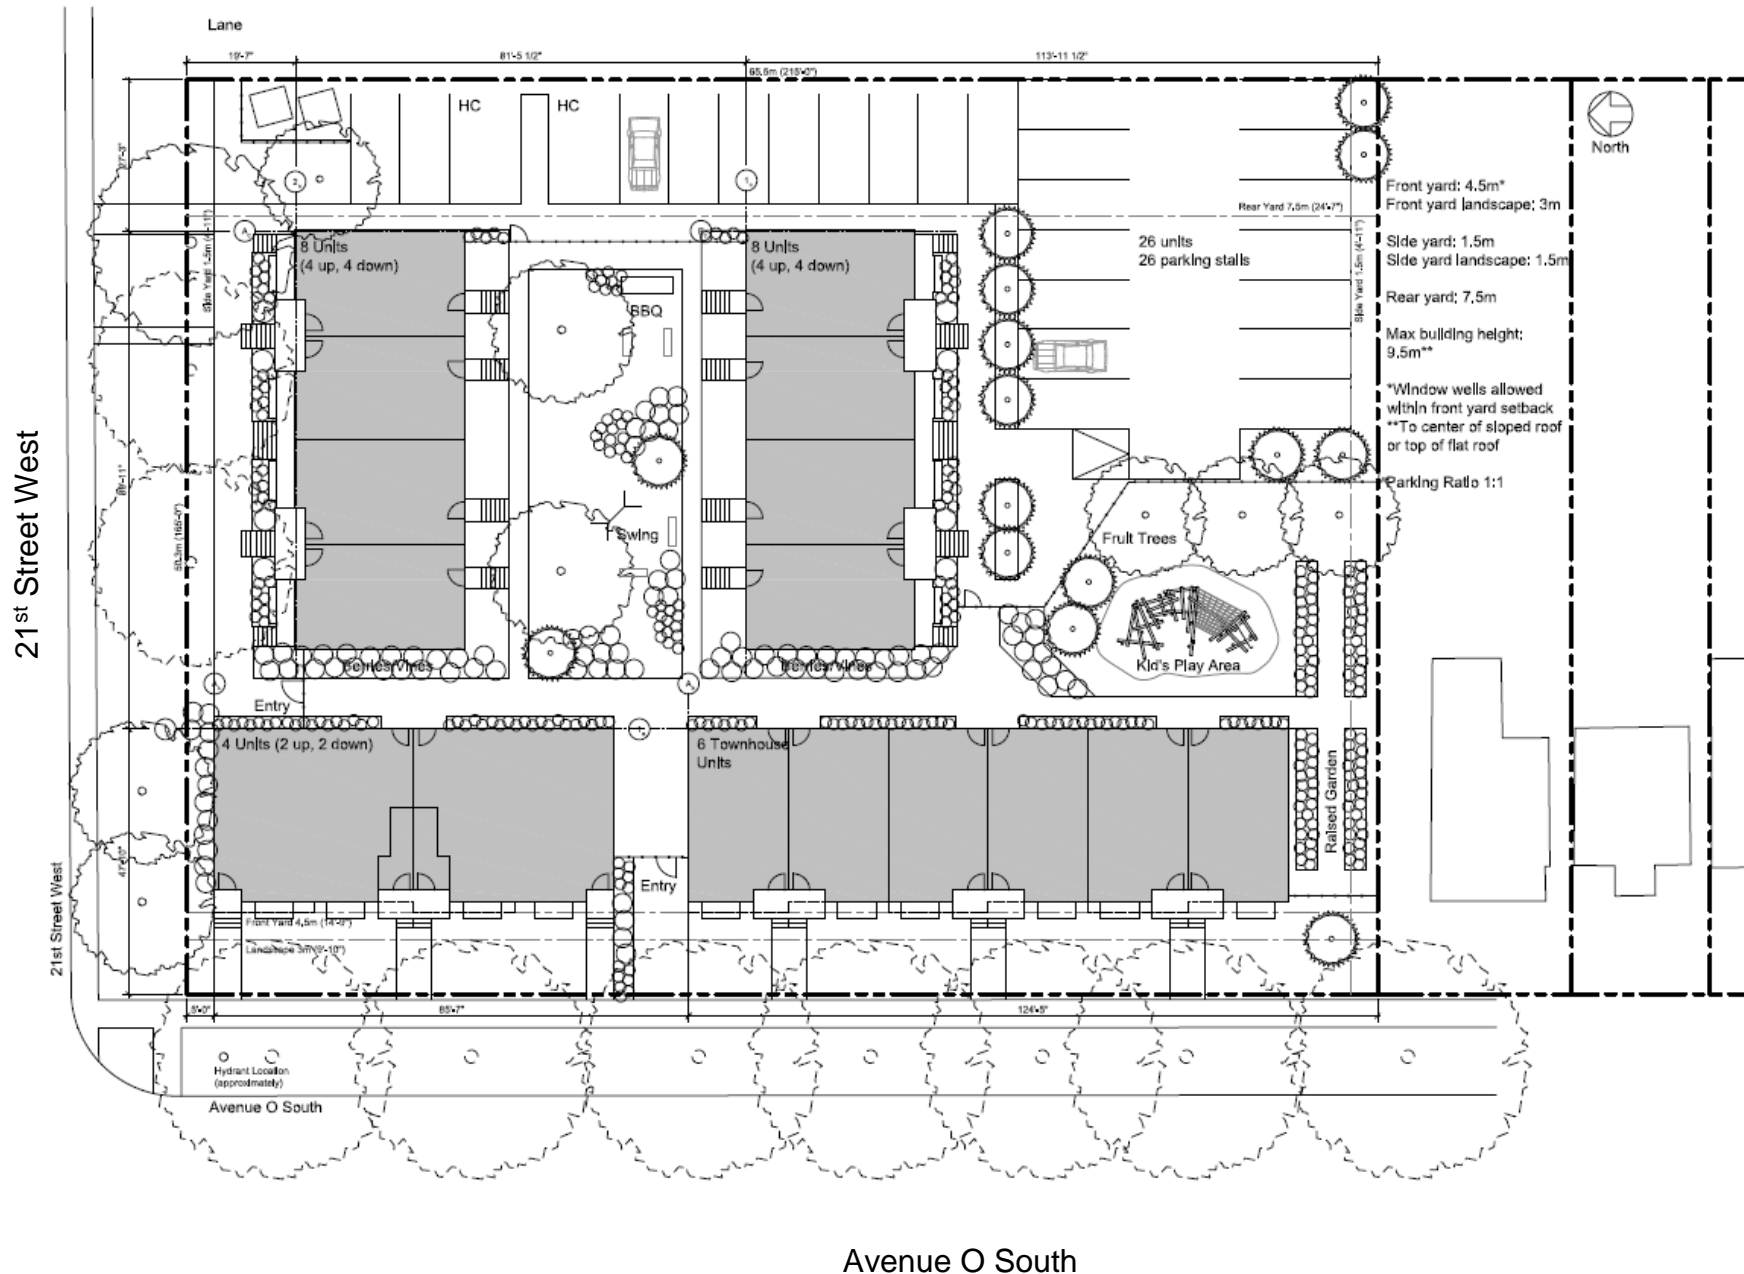 Lane
19'-7"
81'-5 1/2"
113'-11 1/2"
65.5m (215'-0")
HC
HC
North
27'-3"
Front yard: 4.5m*
Front yard landscape: 3m
Side yard: 1.5m
Side yard landscape: 1.5m
Rear yard: 7.5m
Max building height:
9.5m**
*Window wells allowed
within front yard setback
**To center of sloped roof
or top of flat roof
Parking Ratio 1:1
Rear Yard 7.5m (24'-7")
Side Yard 1.5m (4'-11")
Side Yard 1.5m (4'-11")
8 Units
(4 up, 4 down)
8 Units
(4 up, 4 down)
26 units
26 parking stalls
BBQ
Swing
21st Street West
50.3m (165'-0")
Fruit Trees
Kid's Play Area
Berries/Vines
Berries/Vines
Entry
4 Units (2 up, 2 down)
6 Townhouse
Units
Raised Garden
47'-10"
Entry
21st Street West
Front Yard 4.5m (14'-9")
Landscape 3m (9'-10")
5'-0"
85'-7"
124'-5"
Hydrant Location
(approximately)
Avenue O South
Avenue O South